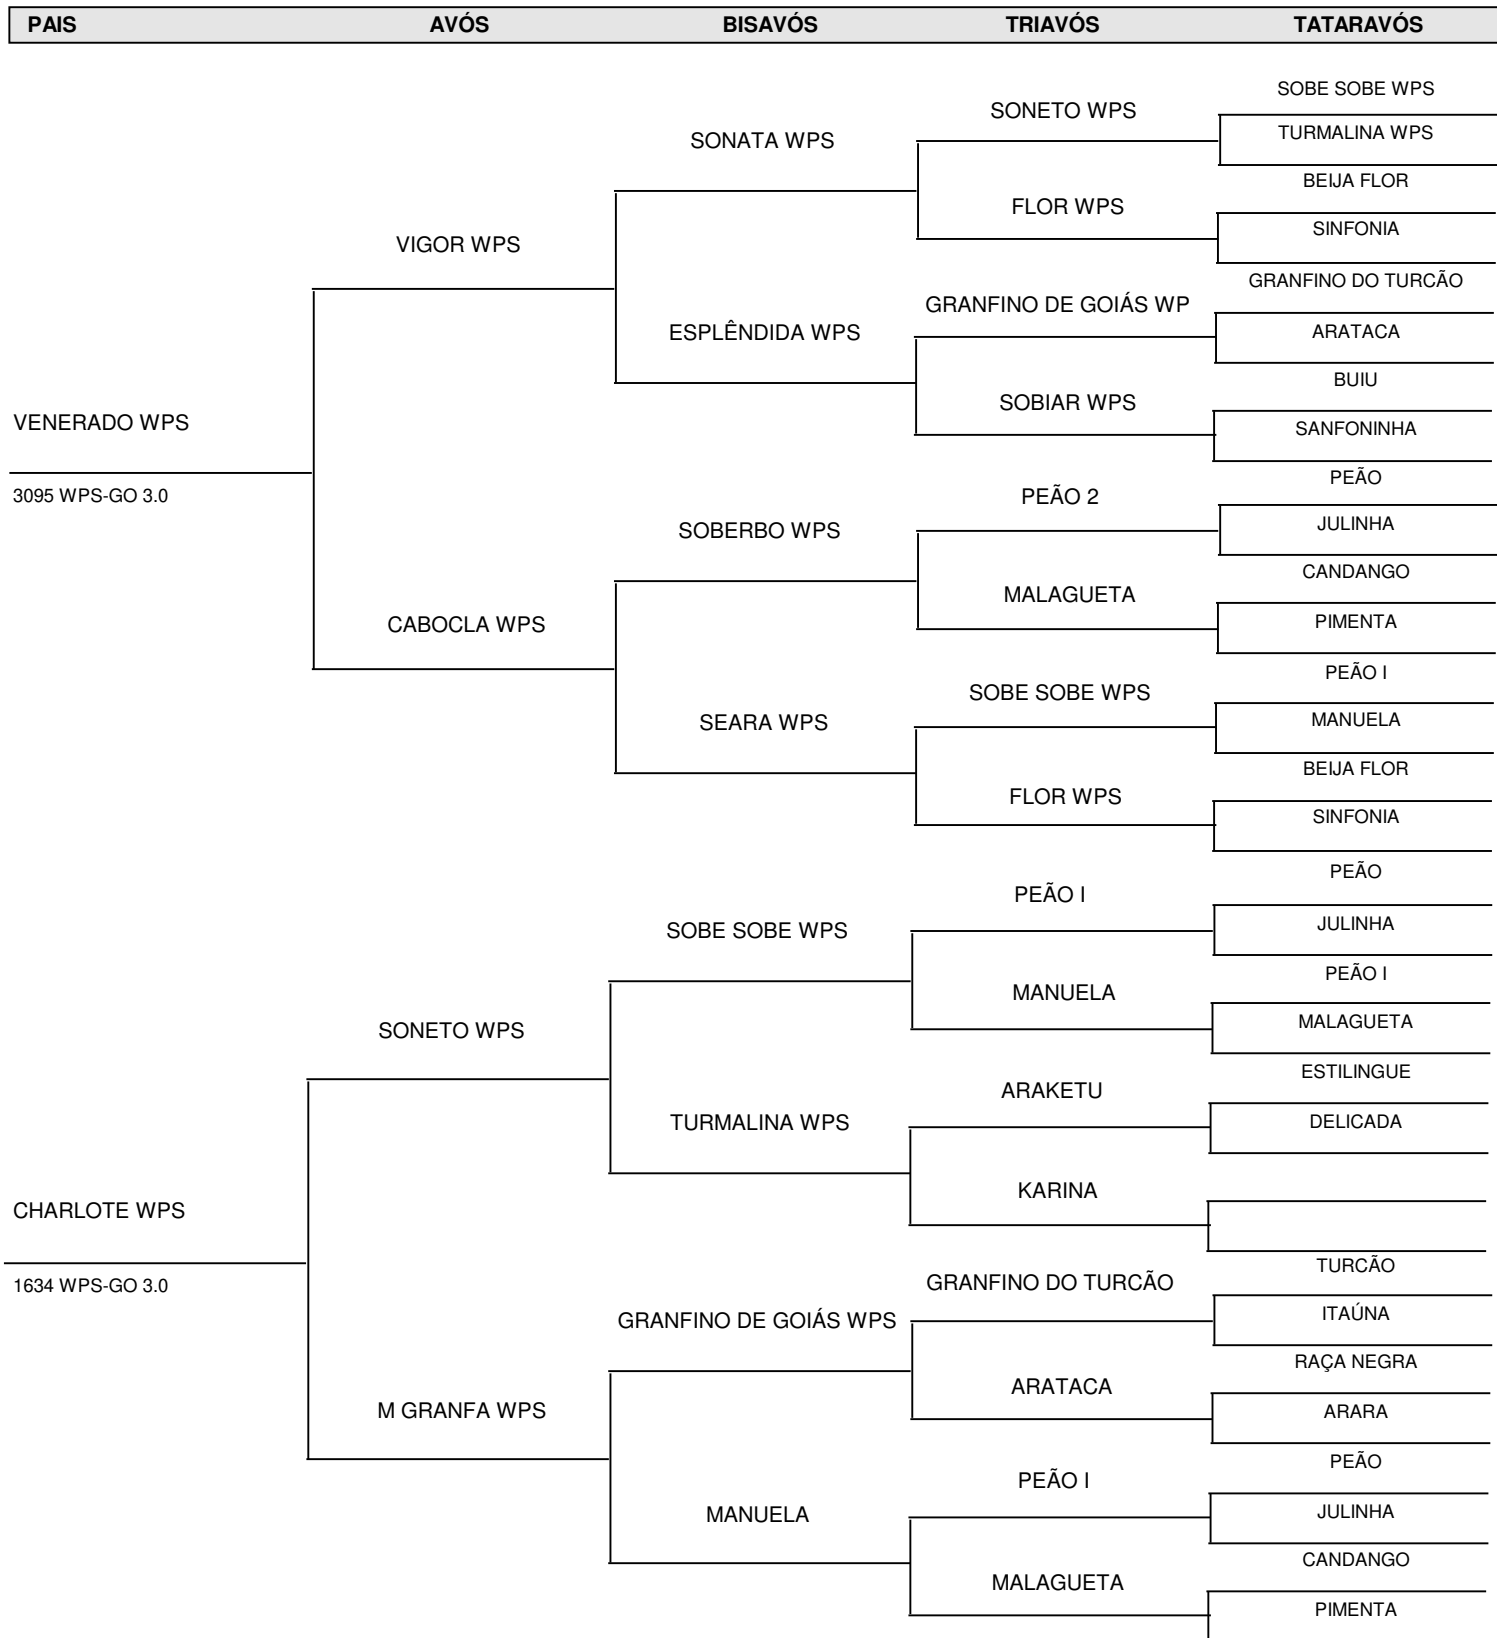 PAIS AVÓS BISAVÓS TRIAVÓS TATARAVÓS
SOBE SOBE WPS
SONETO WPS
TURMALINA WPS
SONATA WPS
BEIJA FLOR
FLOR WPS
SINFONIA
VIGOR WPS
GRANFINO DO TURCÃO
GRANFINO DE GOIÁS WP
ARATACA
ESPLÊNDIDA WPS
BUIU
SOBIAR WPS
SANFONINHA
VENERADO WPS
3095 WPS-GO 3.0
PEÃO
PEÃO 2
JULINHA
SOBERBO WPS
CANDANGO
MALAGUETA
PIMENTA
CABOCLA WPS
PEÃO I
SOBE SOBE WPS
MANUELA
SEARA WPS
BEIJA FLOR
FLOR WPS
SINFONIA
PEÃO
PEÃO I
JULINHA
SOBE SOBE WPS
PEÃO I
MANUELA
MALAGUETA
SONETO WPS
ESTILINGUE
ARAKETU
DELICADA
TURMALINA WPS
KARINA
CHARLOTE WPS
1634 WPS-GO 3.0
TURCÃO
GRANFINO DO TURCÃO
ITAÚNA
GRANFINO DE GOIÁS WPS
RAÇA NEGRA
ARATACA
ARARA
M GRANFA WPS
PEÃO
PEÃO I
JULINHA
MANUELA
CANDANGO
MALAGUETA
PIMENTA